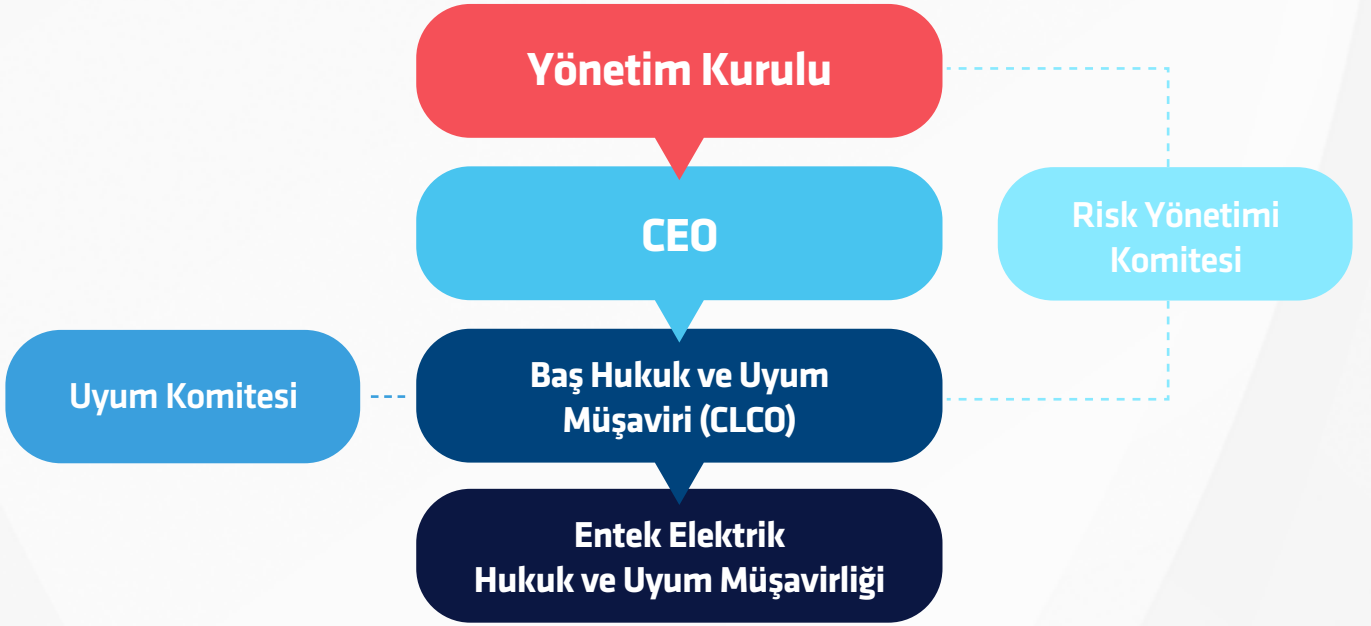 Yönetim Kurulu
CEO
Risk Yönetimi
Komitesi
Uyum Komitesi
Baş Hukuk ve Uyum
Müşaviri (CLCO)
Entek Elektrik
Hukuk ve Uyum Müşavirliği